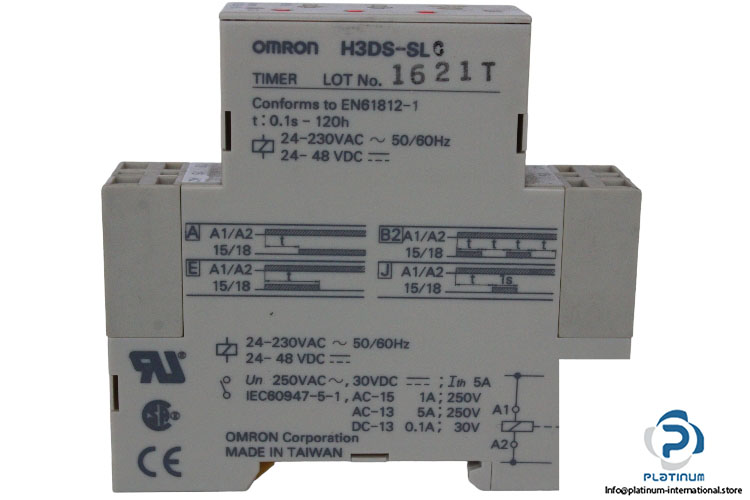 OMRON H3DS-SLC
TIMER LOT No. 1621T
Conforms to EN61812-1
t:0.1s - 120h
24-230VAC ~ 50/60Hz
24- 48 VDC ⎓
A A1/A2 t
15/18
B2 A1/A2 t t t t
15/18
E A1/A2 t
15/18
J A1/A2 t 1s
15/18
24-230VAC ~ 50/60Hz
24- 48 VDC ⎓
Un 250VAC~, 30VDC ⎓ ; Ith 5A
IEC60947-5-1, AC-15 1A; 250V
AC-13 5A; 250V
DC-13 0.1A; 30V
A1
A2
OMRON Corporation
MADE IN TAIWAN
CE
PLATINUM
Info@platinum-international.store